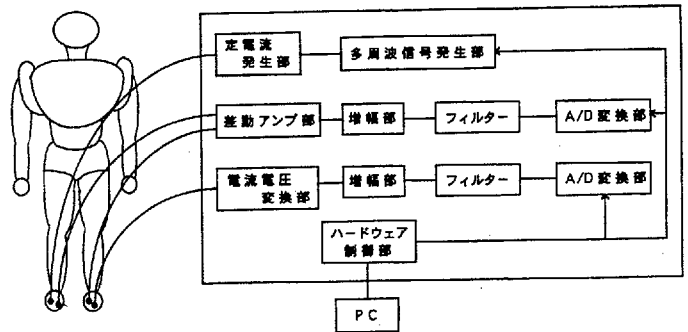 定電流
発生部
多周波信号発生部
差動アンプ部
増幅部
フィルター
A/D変換部
電流電圧
変換部
増幅部
フィルター
A/D変換部
ハードウェア
制御部
PC